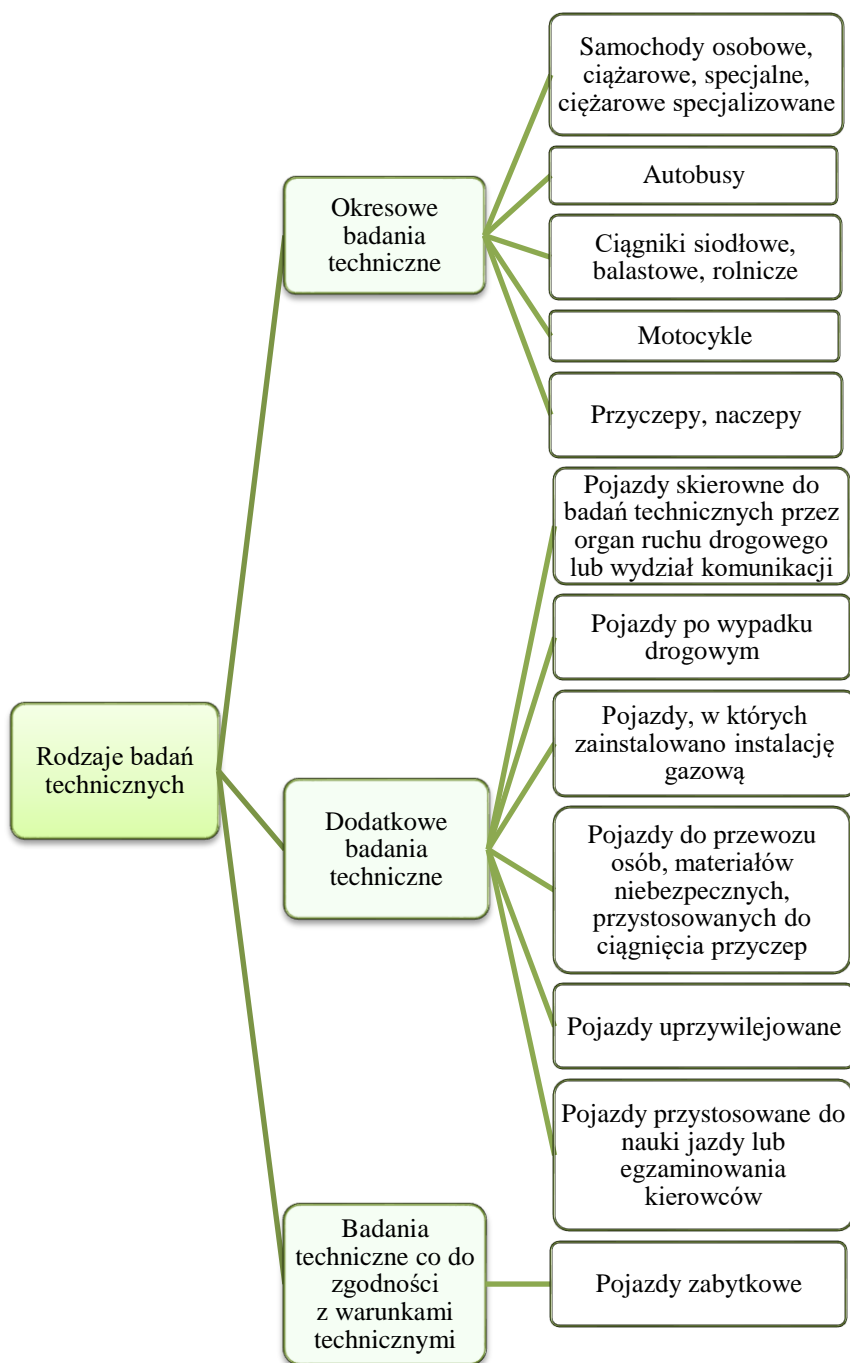 Rodzaje badań
technicznych
Okresowe
badania
techniczne
Samochody osobowe,
ciążarowe, specjalne,
ciężarowe specjalizowane
Autobusy
Ciągniki siodłowe,
balastowe, rolnicze
Motocykle
Przyczepy, naczepy
Dodatkowe
badania
techniczne
Pojazdy skierowne do
badań technicznych przez
organ ruchu drogowego
lub wydział komunikacji
Pojazdy po wypadku
drogowym
Pojazdy, w których
zainstalowano instalację
gazową
Pojazdy do przewozu
osób, materiałów
niebezpecznych,
przystosowanych do
ciągnięcia przyczep
Pojazdy uprzywilejowane
Pojazdy przystosowane do
nauki jazdy lub
egzaminowania
kierowców
Badania
techniczne co do
zgodności
z warunkami
technicznymi
Pojazdy zabytkowe